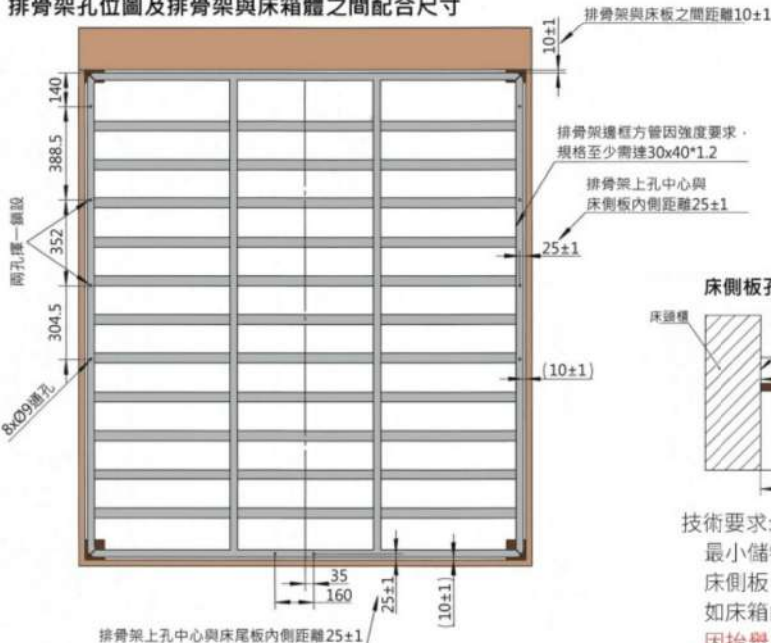 排骨架孔位圖及排骨架與床箱體之間配合尺寸
10±1
排骨架與床板之間距離10±1
140
388.5
排骨架邊框方管因強度要求，
規格至少需達30x40*1.2
排骨架上孔中心與
床側板內側距離25±1
兩孔擇一鎖設
352
25±1
304.5
床側板孔
床頭櫃
(10±1)
8xØ9通孔
技術要求
最小儲
床側板
如床箱
35
160
25±1
(10±1)
排骨架上孔中心與床尾板內側距離25±1